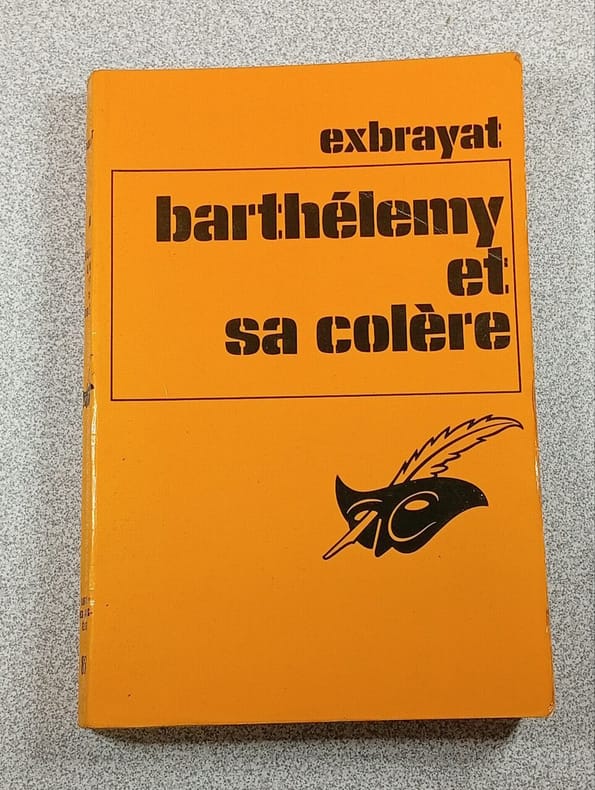 exbrayat
barthélemy
et
sa colère